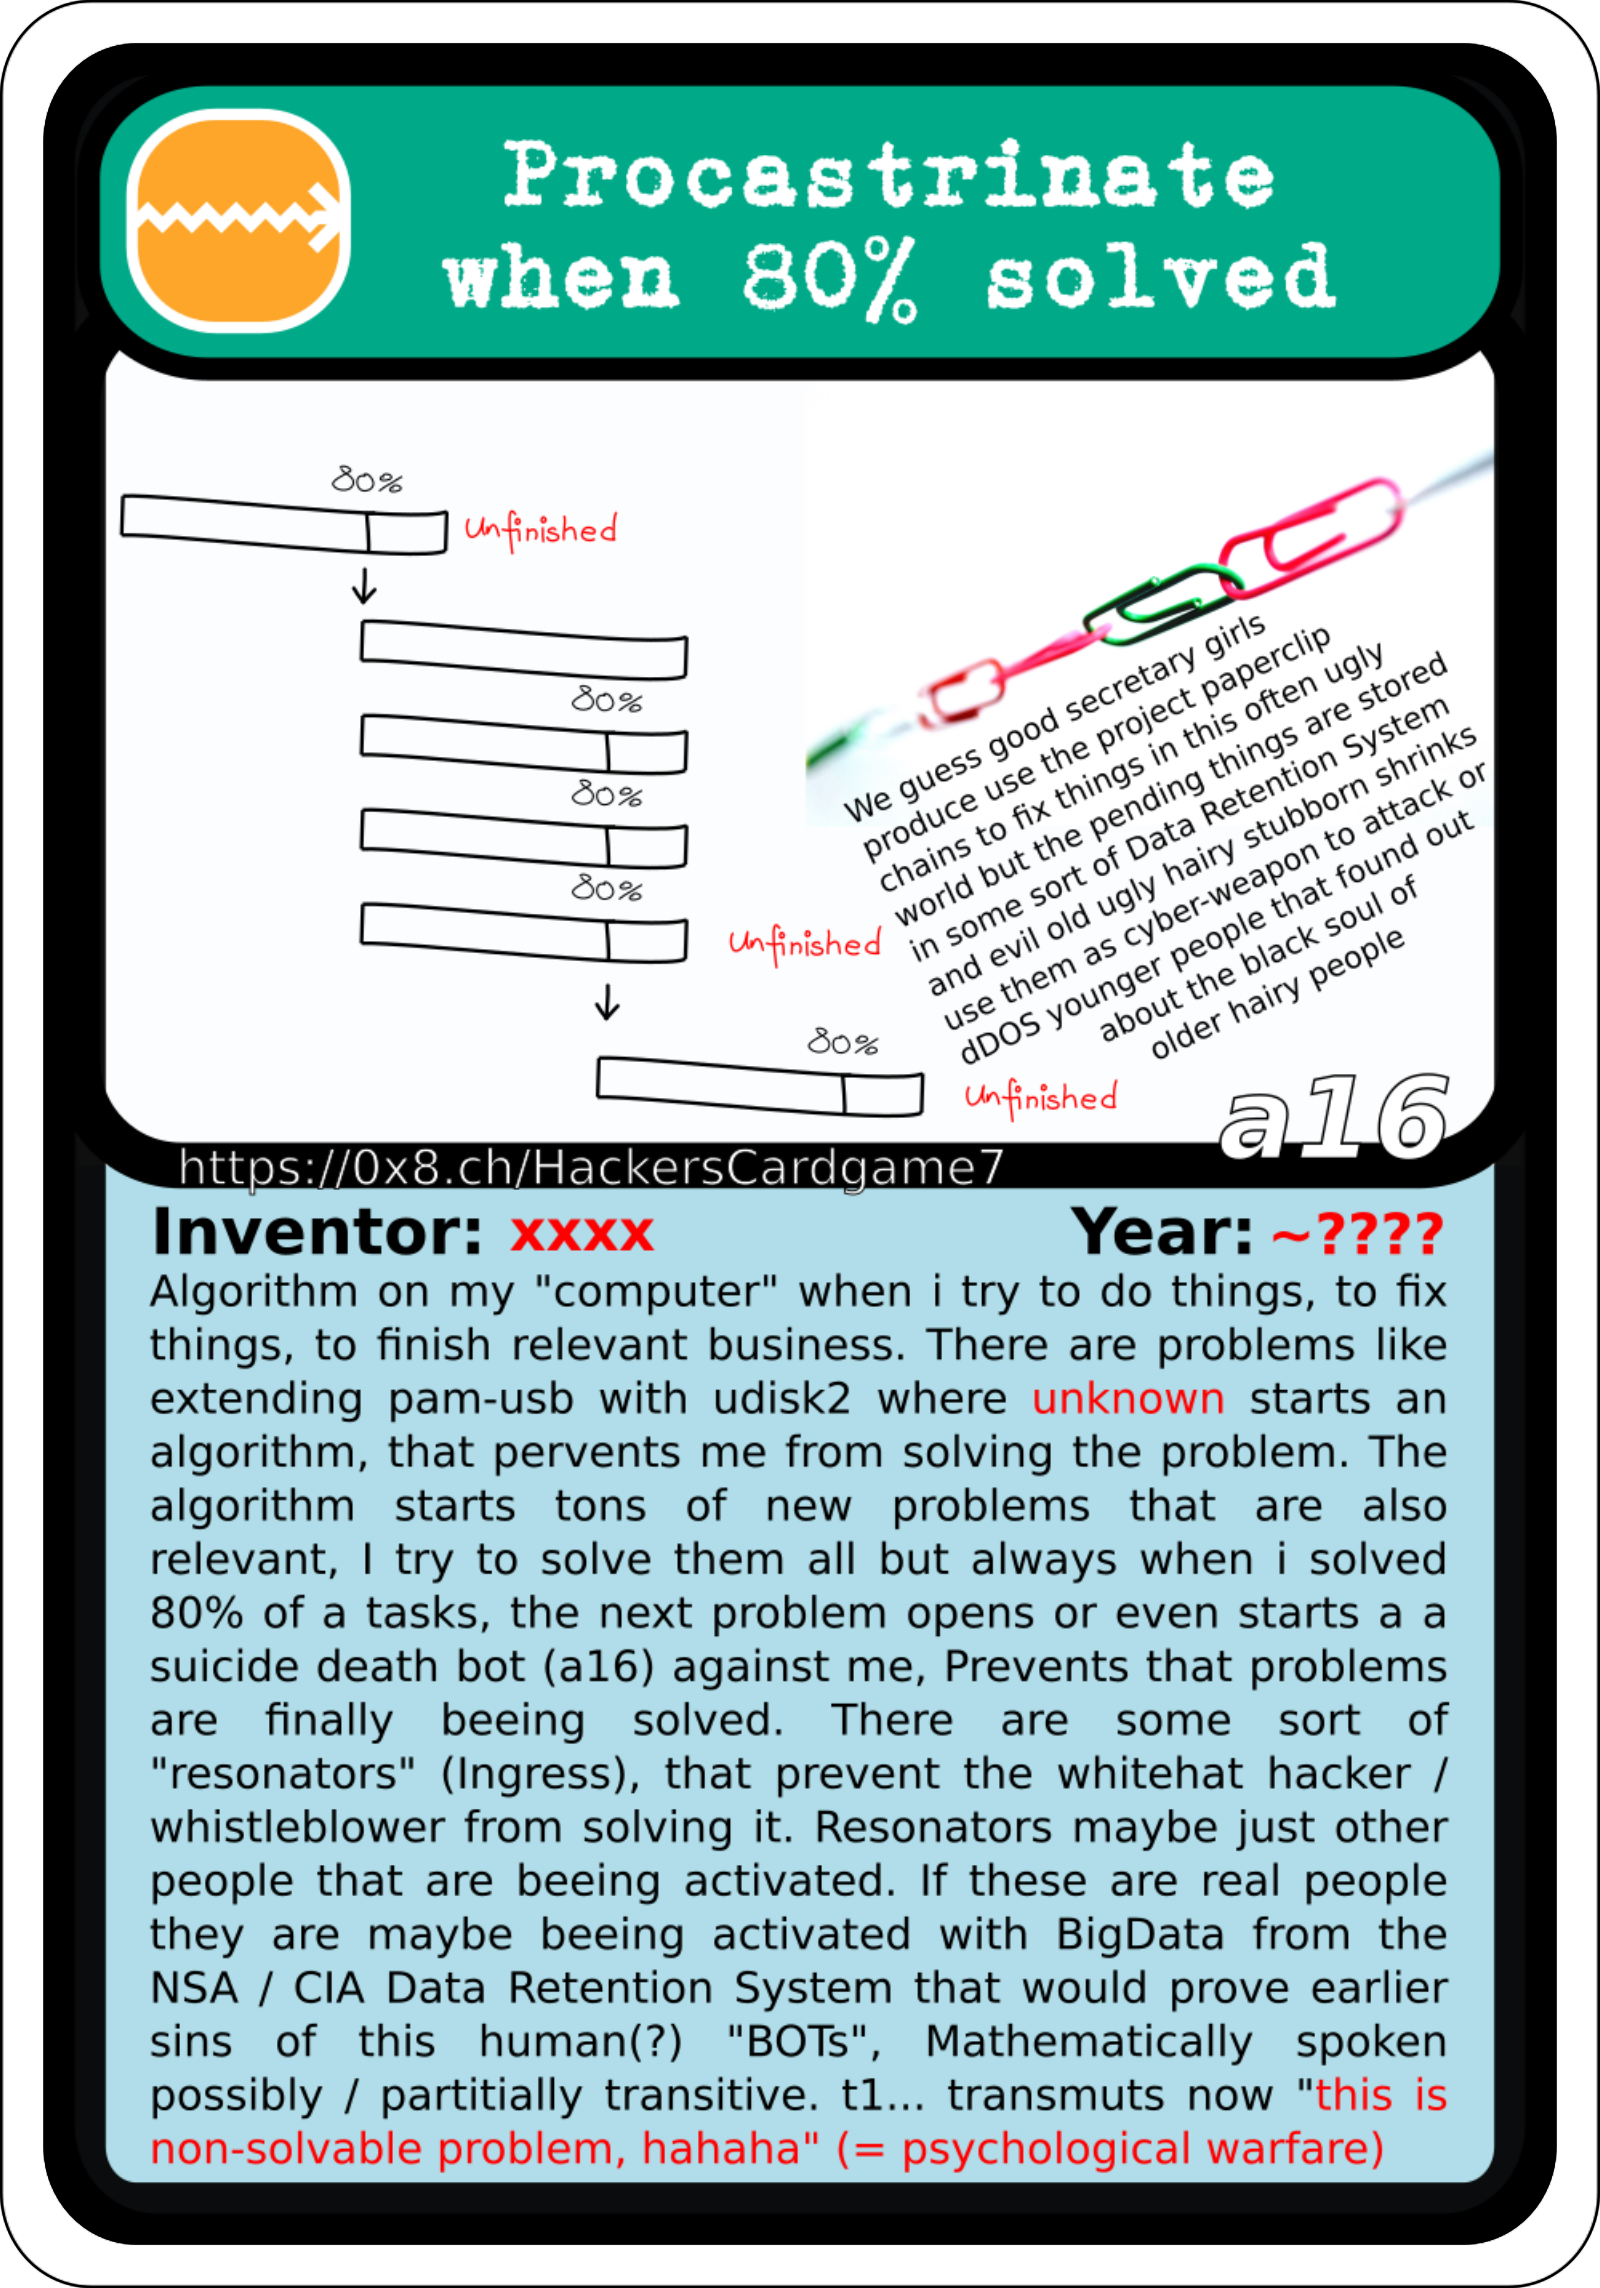 Procastrinate
when 80% solved
80%
Unfinished
80%
80%
80%
Unfinished
80%
Unfinished
We guess good secretary girls
produce use the project paperclip
chains to fix things in this often ugly
world but the pending things are stored
in some sort of Data Retention System
and evil old ugly hairy stubborn shrinks
use them as cyber-weapon to attack or
dDOS younger people that found out
about the black soul of
older hairy people
a16
https://0x8.ch/HackersCardgame7
Inventor: xxxx Year: ~????
Algorithm on my "computer" when i try to do things, to fix
things, to finish relevant business. There are problems like
extending pam-usb with udisk2 where unknown starts an
algorithm, that pervents me from solving the problem. The
algorithm starts tons of new problems that are also
relevant, I try to solve them all but always when i solved
80% of a tasks, the next problem opens or even starts a a
suicide death bot (a16) against me, Prevents that problems
are finally beeing solved. There are some sort of
"resonators" (Ingress), that prevent the whitehat hacker /
whistleblower from solving it. Resonators maybe just other
people that are beeing activated. If these are real people
they are maybe beeing activated with BigData from the
NSA / CIA Data Retention System that would prove earlier
sins of this human(?) "BOTs", Mathematically spoken
possibly / partitially transitive. t1... transmuts now "this is
non-solvable problem, hahaha" (= psychological warfare)